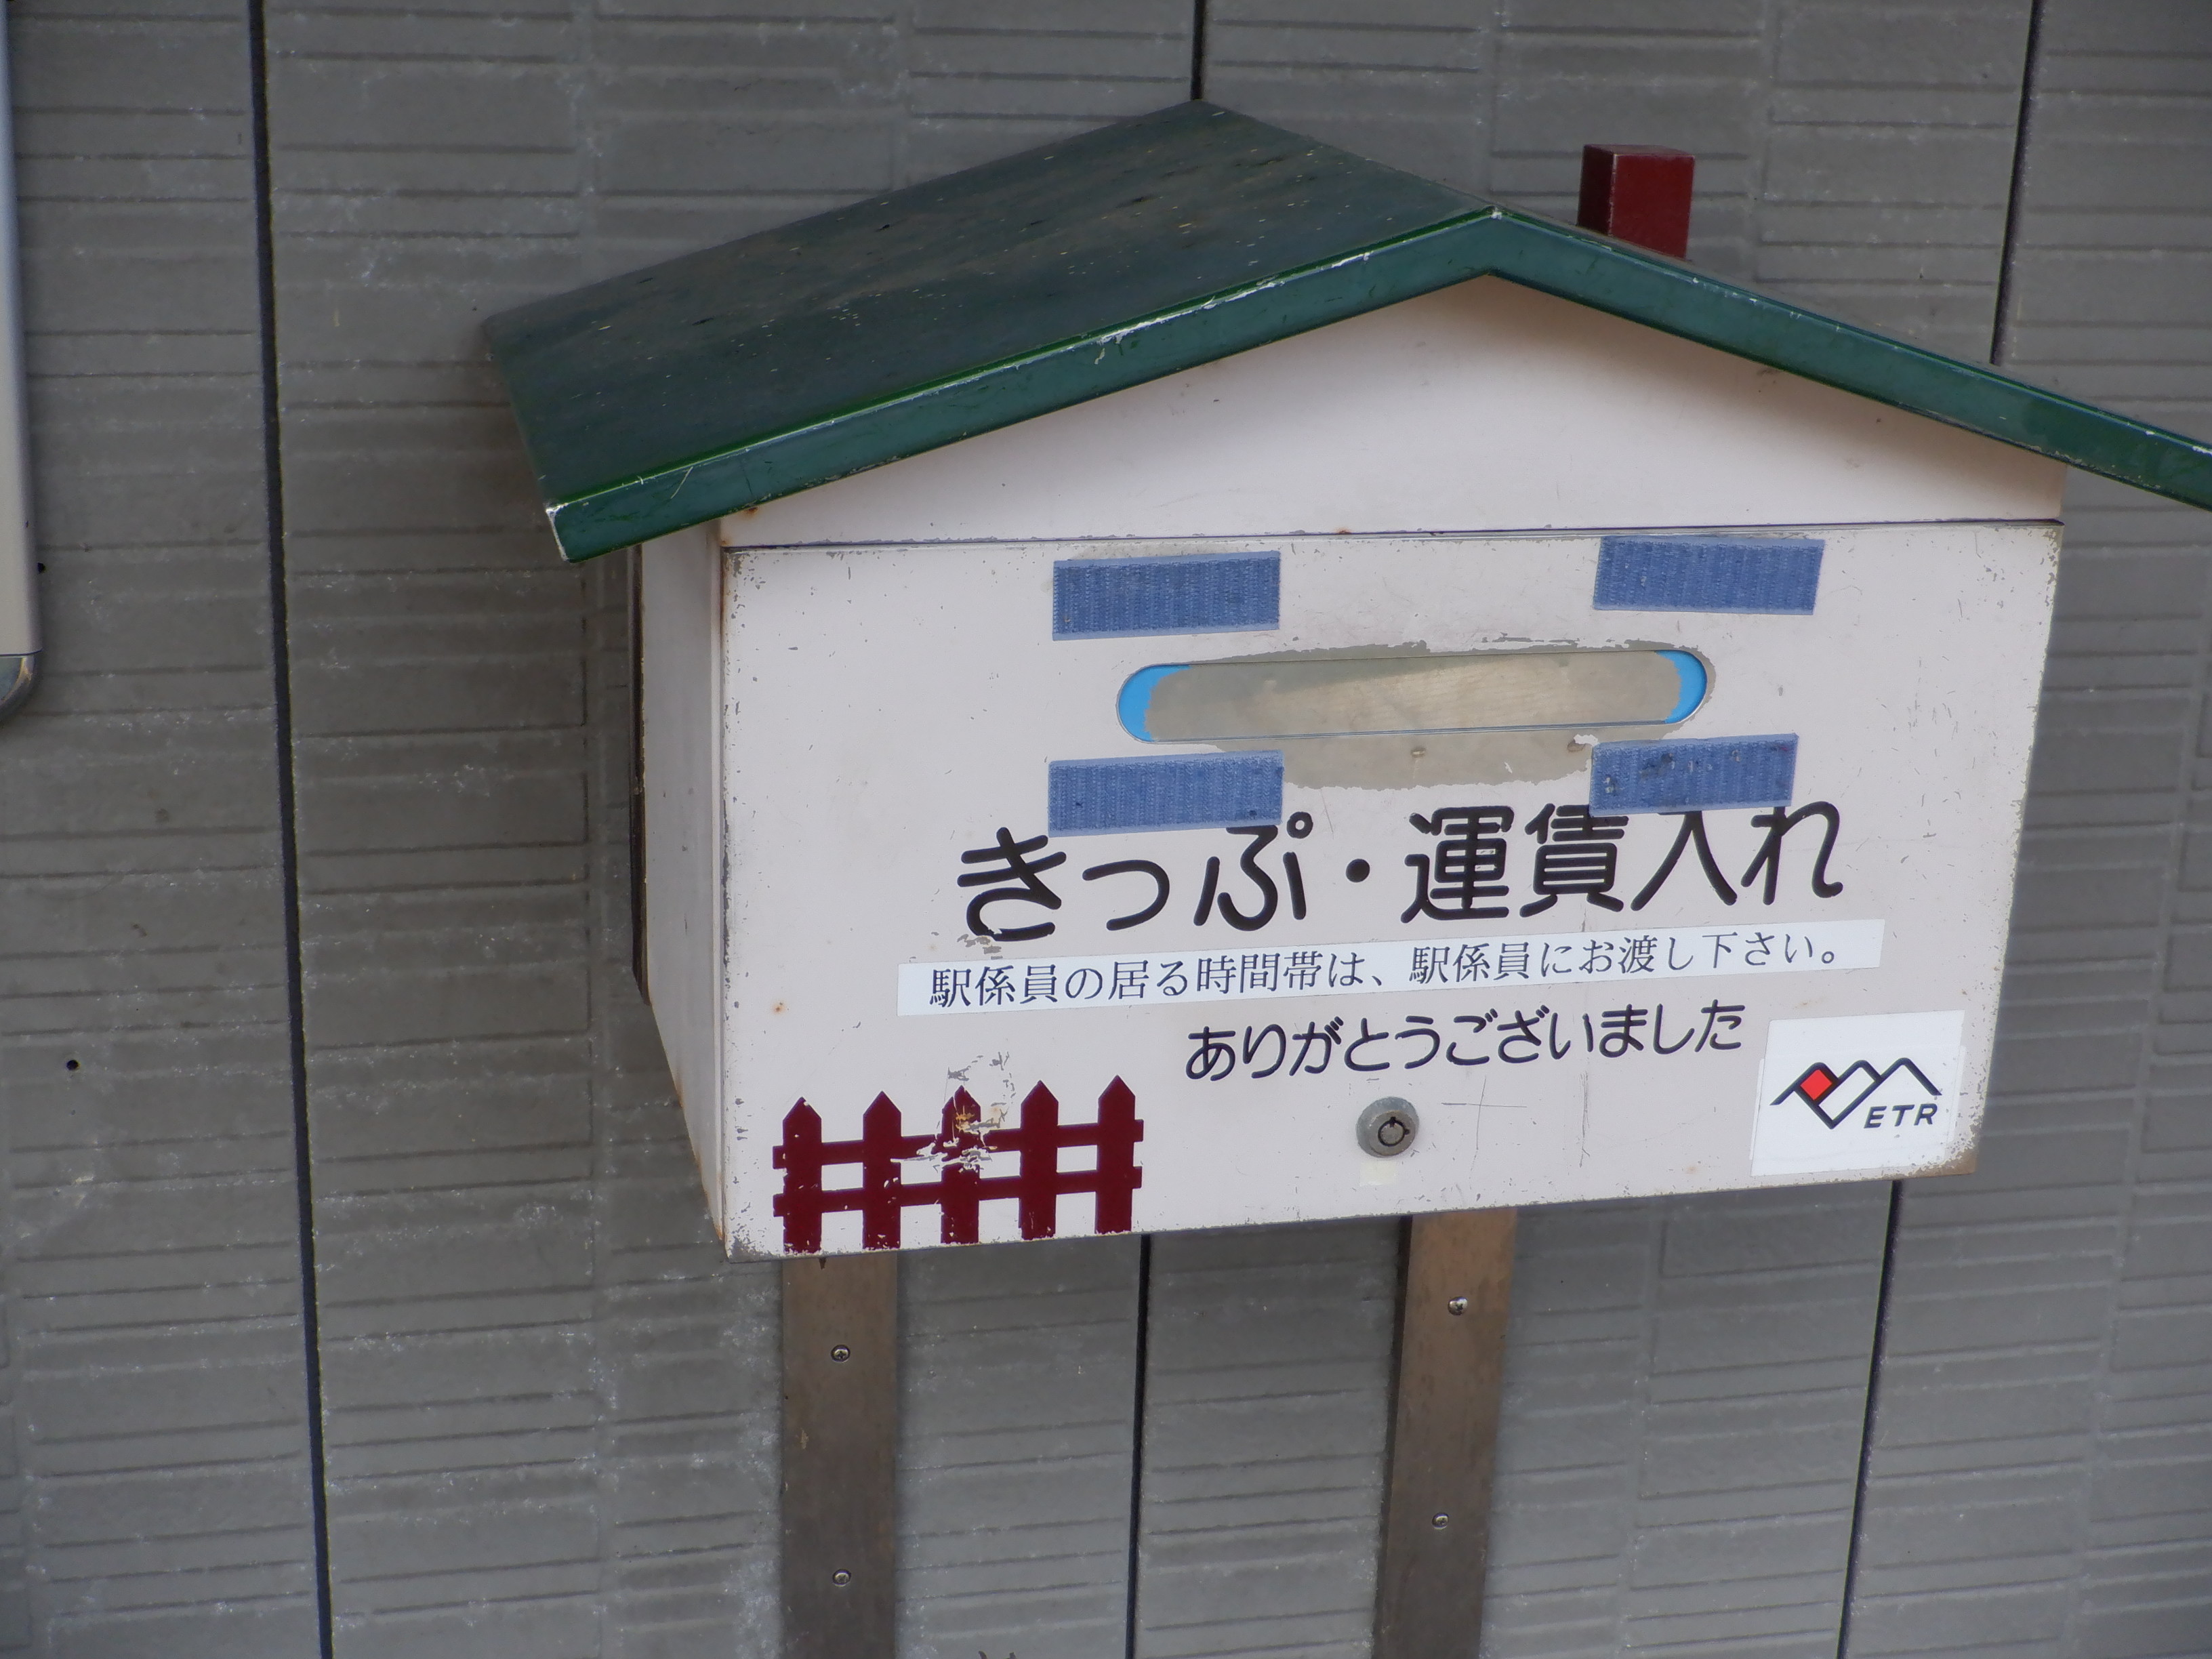 きっぷ・運賃入れ
駅係員の居る時間帯は、駅係員にお渡し下さい。
ありがとうございました
ETR